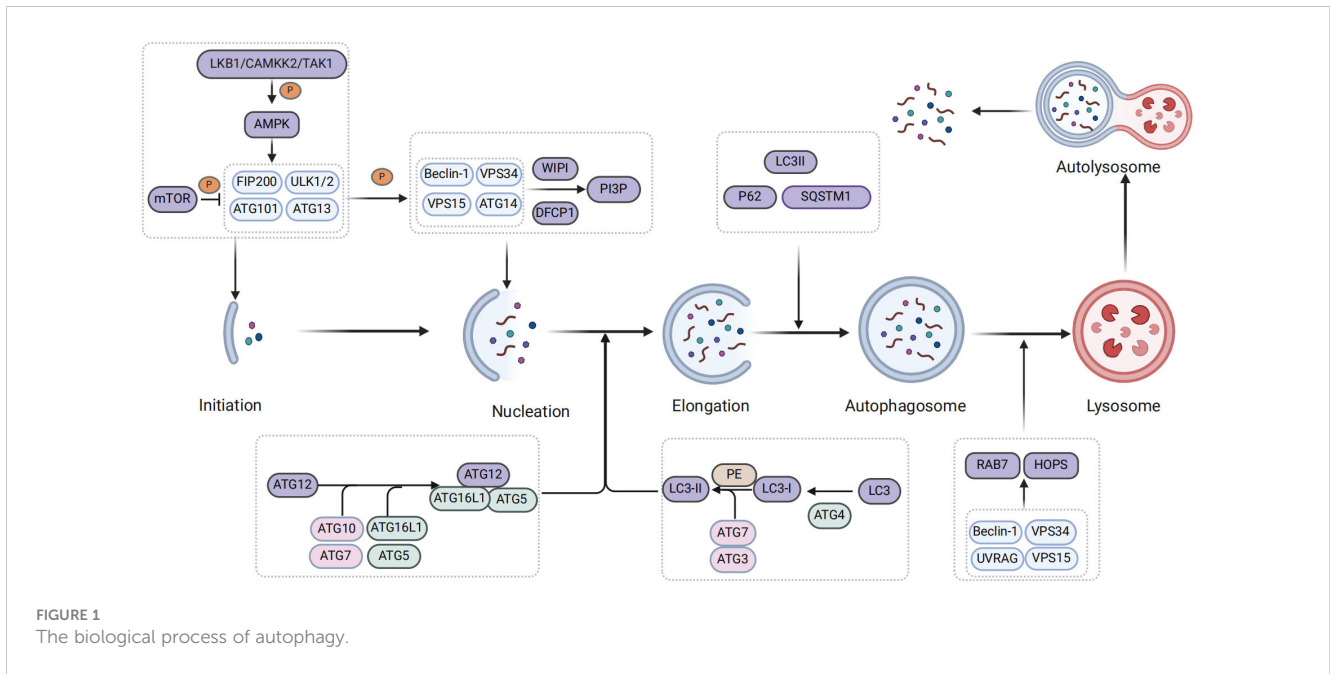 LKB1/CAMKK2/TAK1
P
AMPK
mTOR
P
FIP200
ULK1/2
ATG101
ATG13
P
Beclin-1
VPS34
VPS15
ATG14
WIPI
DFCP1
PI3P
LC3II
P62
SQSTM1
Autolysosome
Initiation
Nucleation
Elongation
Autophagosome
Lysosome
ATG12
ATG10
ATG7
ATG16L1
ATG5
ATG12
ATG16L1
ATG5
LC3-II
PE
LC3-I
LC3
ATG4
ATG7
ATG3
RAB7
HOPS
Beclin-1
VPS34
UVRAG
VPS15
FIGURE 1
The biological process of autophagy.